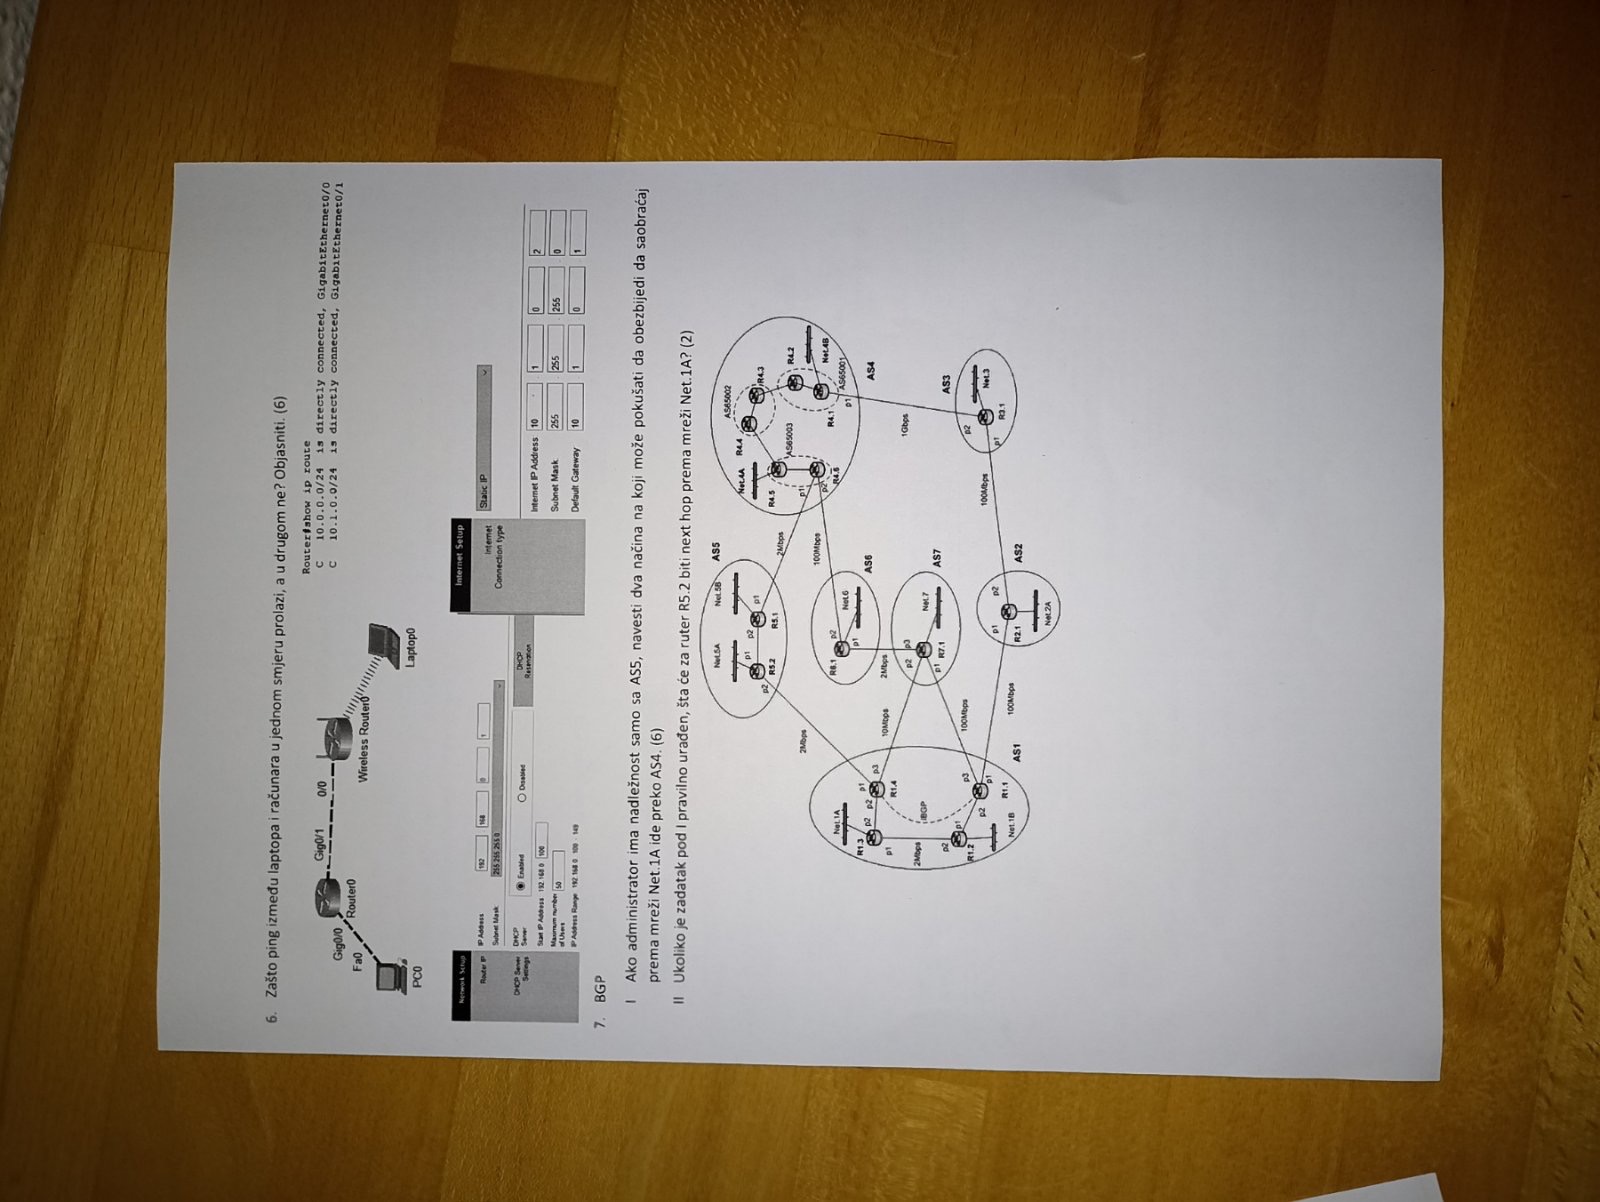 6. Zašto ping između laptopa i računara u jednom smjeru prolazi, a u drugom ne? Objasniti. (6)
Router#show ip route
C 10.0.0.0/24 is directly connected, GigabitEthernet0/0
C 10.1.0.0/24 is directly connected, GigabitEthernet0/1
Gig0/1
0/0
Gig0/0
Router0
Fa0
Wireless Router0
PC0
Laptop0
Network Setup
Router IP
IP Address 192 168 0 1
Subnet Mask 255.255.255.0
DHCP Server Settings
DHCP Server
Enabled
Disabled
DHCP Reservation
Start IP Address 192.168.0 100
Maximum number of Users 50
IP Address Range 192.168.0 100 - 149
Internet Setup
Internet Connection type
Static IP
Internet IP Address 10 1 0 2
Subnet Mask 255 255 255 0
Default Gateway 10 1 0 1
7. BGP
I Ako administrator ima nadležnost samo sa AS5, navesti dva načina na koji može pokušati da obezbijedi da saobraćaj
prema mreži Net.1A ide preko AS4. (6)
II Ukoliko je zadatak pod I pravilno urađen, šta će za ruter R5.2 biti next hop prema mreži Net.1A? (2)
Net.5A
Net.5B
AS5
p1
p2
p1
p2
R5.2
R5.1
2Mbps
2Mbps
AS65002
Net.4A
R4.4
R4.3
R4.5
AS65003
R4.2
p1
p2
R4.6
R4.1
Net.4B
p1
AS65001
AS4
100Mbps
R6.1
p2
Net.6
p1
AS6
2Mbps
Net.1A
R1.3
p2
p2
p1
p3
p1
R1.4
10Mbps
2Mbps
iBGP
p2
p3
Net.7
p1
R7.1
AS7
1Gbps
p2
p1
R1.2
p2
p3
p1
100Mbps
Net.1B
R1.1
AS1
100Mbps
p1
p2
R2.1
AS2
Net.2A
100Mbps
AS3
p2
Net.3
p1
R3.1